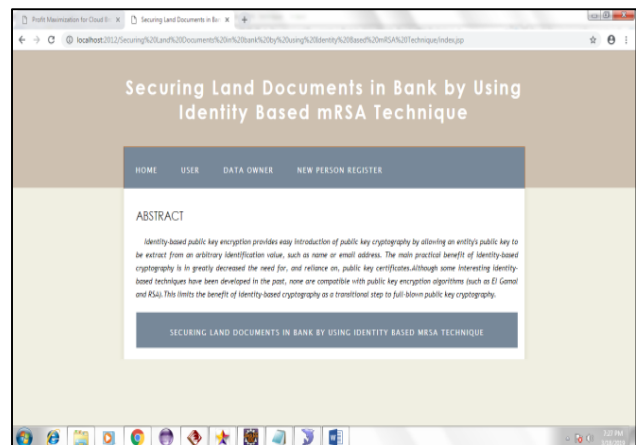 Profit Maximization for Cloud Br
Securing Land Documents in Ban
localhost:2012/Securing%20Land%20Documents%20in%20bank%20by%20using%20Identity%20Based%20mRSA%20Technique/index.jsp
Securing Land Documents in Bank by Using
Identity Based mRSA Technique
HOME USER DATA OWNER NEW PERSON REGISTER
ABSTRACT
Identity-based public key encryption provides easy introduction of public key cryptography by allowing an entity's public key to
be extract from an arbitrary identification value, such as name or email address. The main practical benefit of identity-based
cryptography is in greatly decreased the need for, and reliance on, public key certificates.Although some interesting identity-
based techniques have been developed in the past, none are compatible with public key encryption algorithms (such as El Gamal
and RSA).This limits the benefit of identity-based cryptography as a transitional step to full-blown public key cryptography.
SECURING LAND DOCUMENTS IN BANK BY USING IDENTITY BASED MRSA TECHNIQUE
3:27 PM